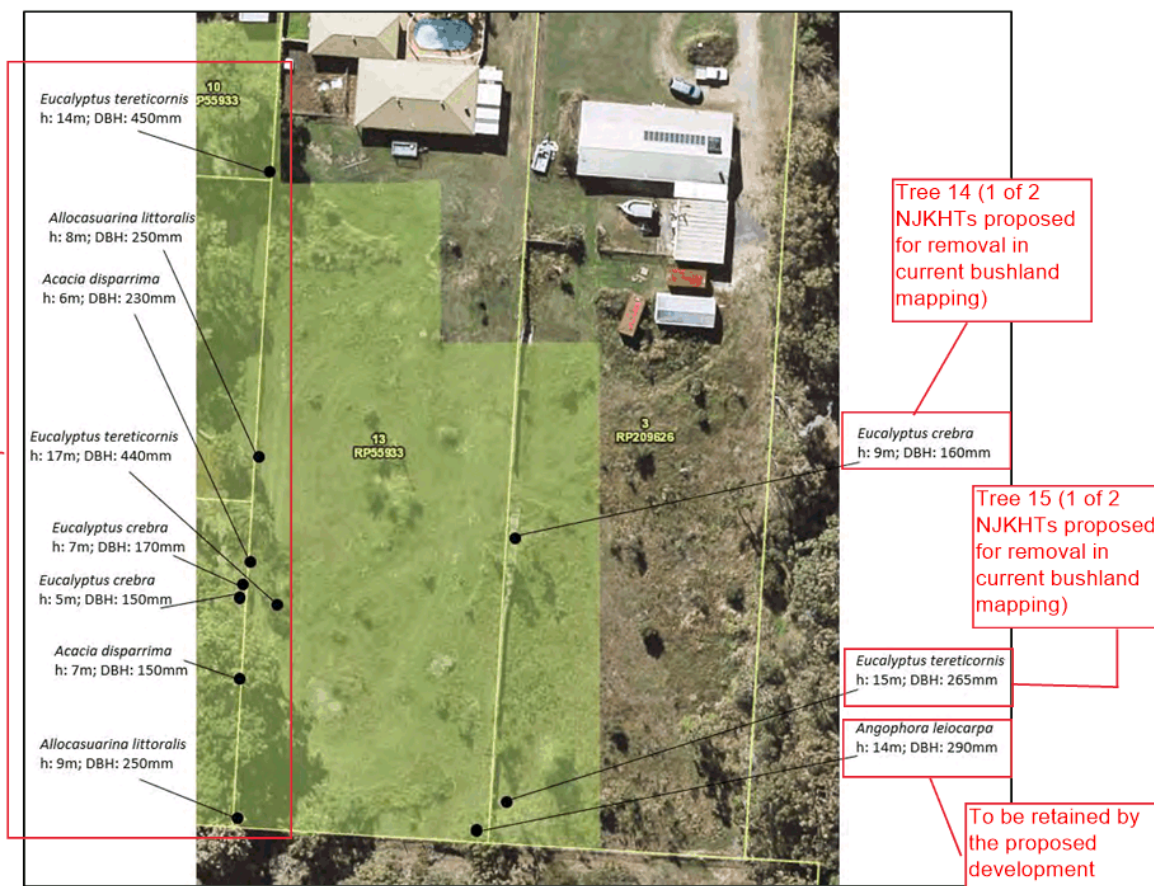 10
P55933
Eucalyptus tereticornis
h: 14m; DBH: 450mm
Allocasuarina littoralis
h: 8m; DBH: 250mm
Acacia disparrima
h: 6m; DBH: 230mm
Eucalyptus tereticornis
h: 17m; DBH: 440mm
Eucalyptus crebra
h: 7m; DBH: 170mm
Eucalyptus crebra
h: 5m; DBH: 150mm
Acacia disparrima
h: 7m; DBH: 150mm
Allocasuarina littoralis
h: 9m; DBH: 250mm
13
RP55933
3
RP209626
Tree 14 (1 of 2
NJKHTs proposed
for removal in
current bushland
mapping)
Eucalyptus crebra
h: 9m; DBH: 160mm
Tree 15 (1 of 2
NJKHTs proposed
for removal in
current bushland
mapping)
Eucalyptus tereticornis
h: 15m; DBH: 265mm
Angophora leiocarpa
h: 14m; DBH: 290mm
To be retained by
the proposed
development